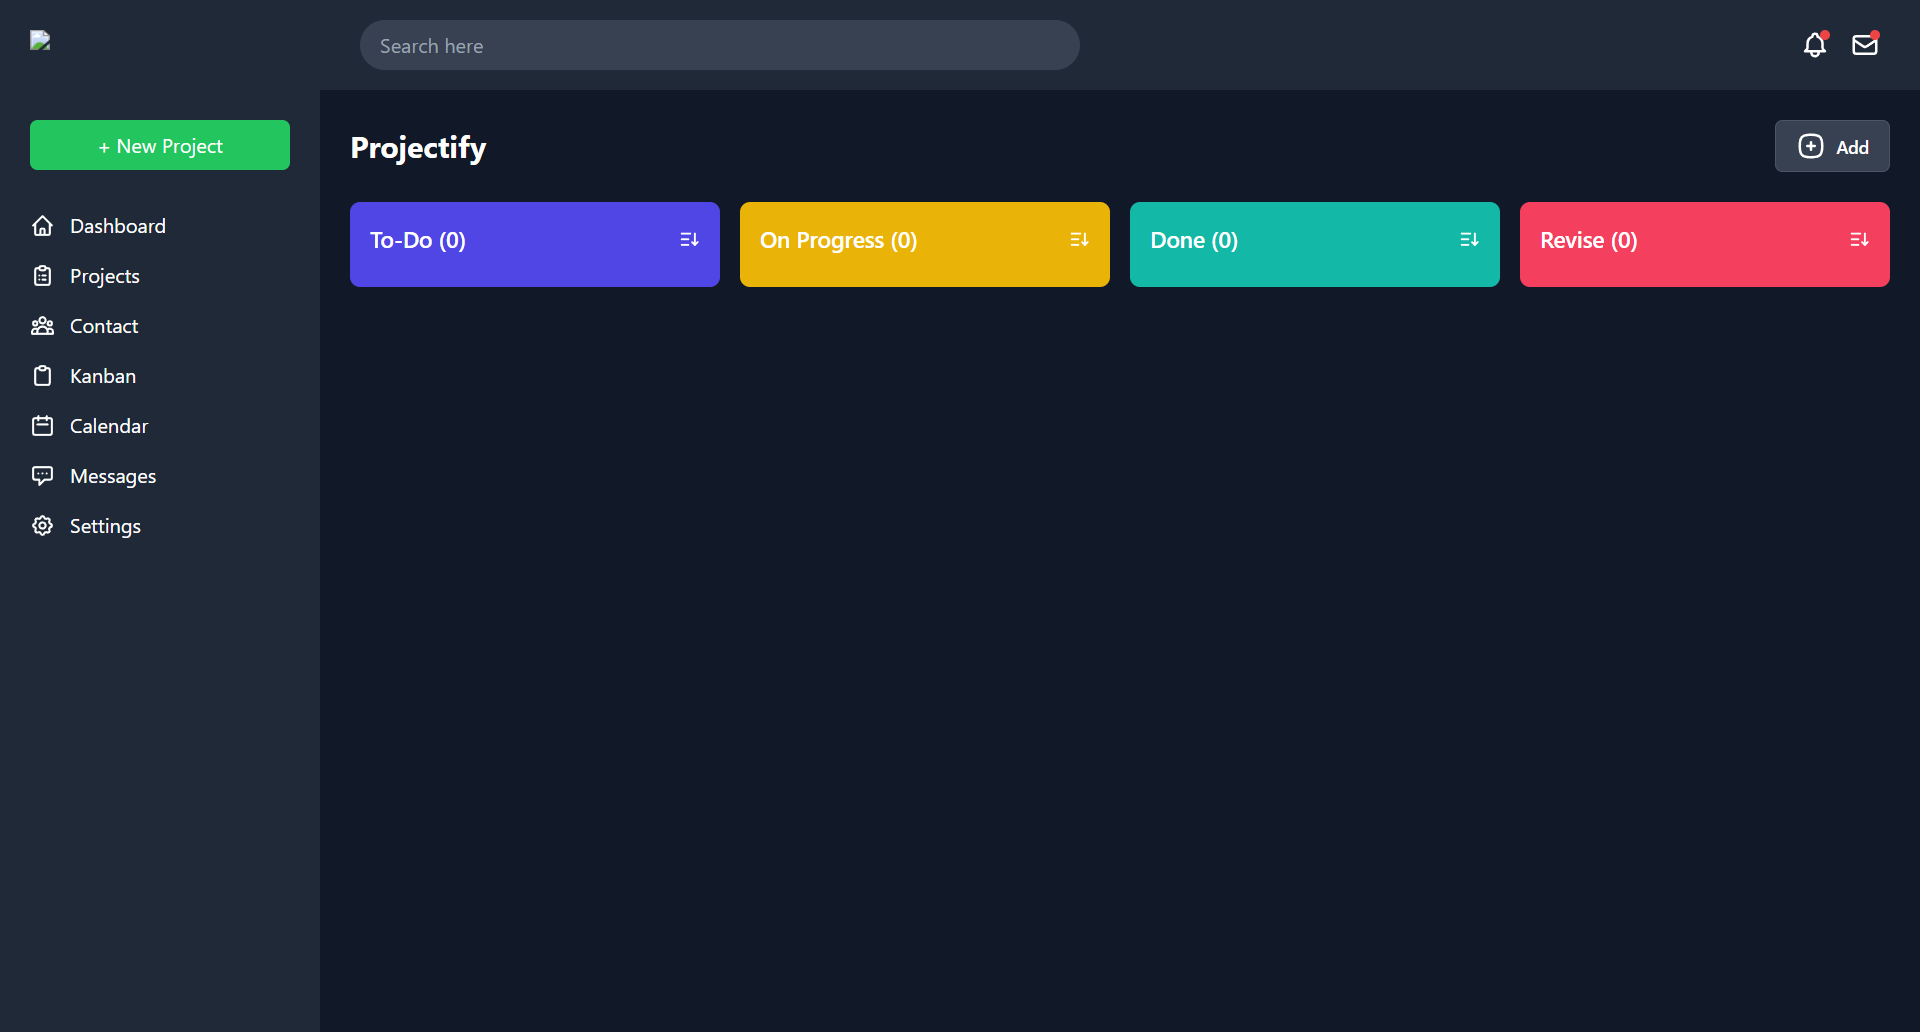 Search here
+ New Project
Dashboard
Projects
Contact
Kanban
Calendar
Messages
Settings
Projectify
Add
To-Do (0)
On Progress (0)
Done (0)
Revise (0)